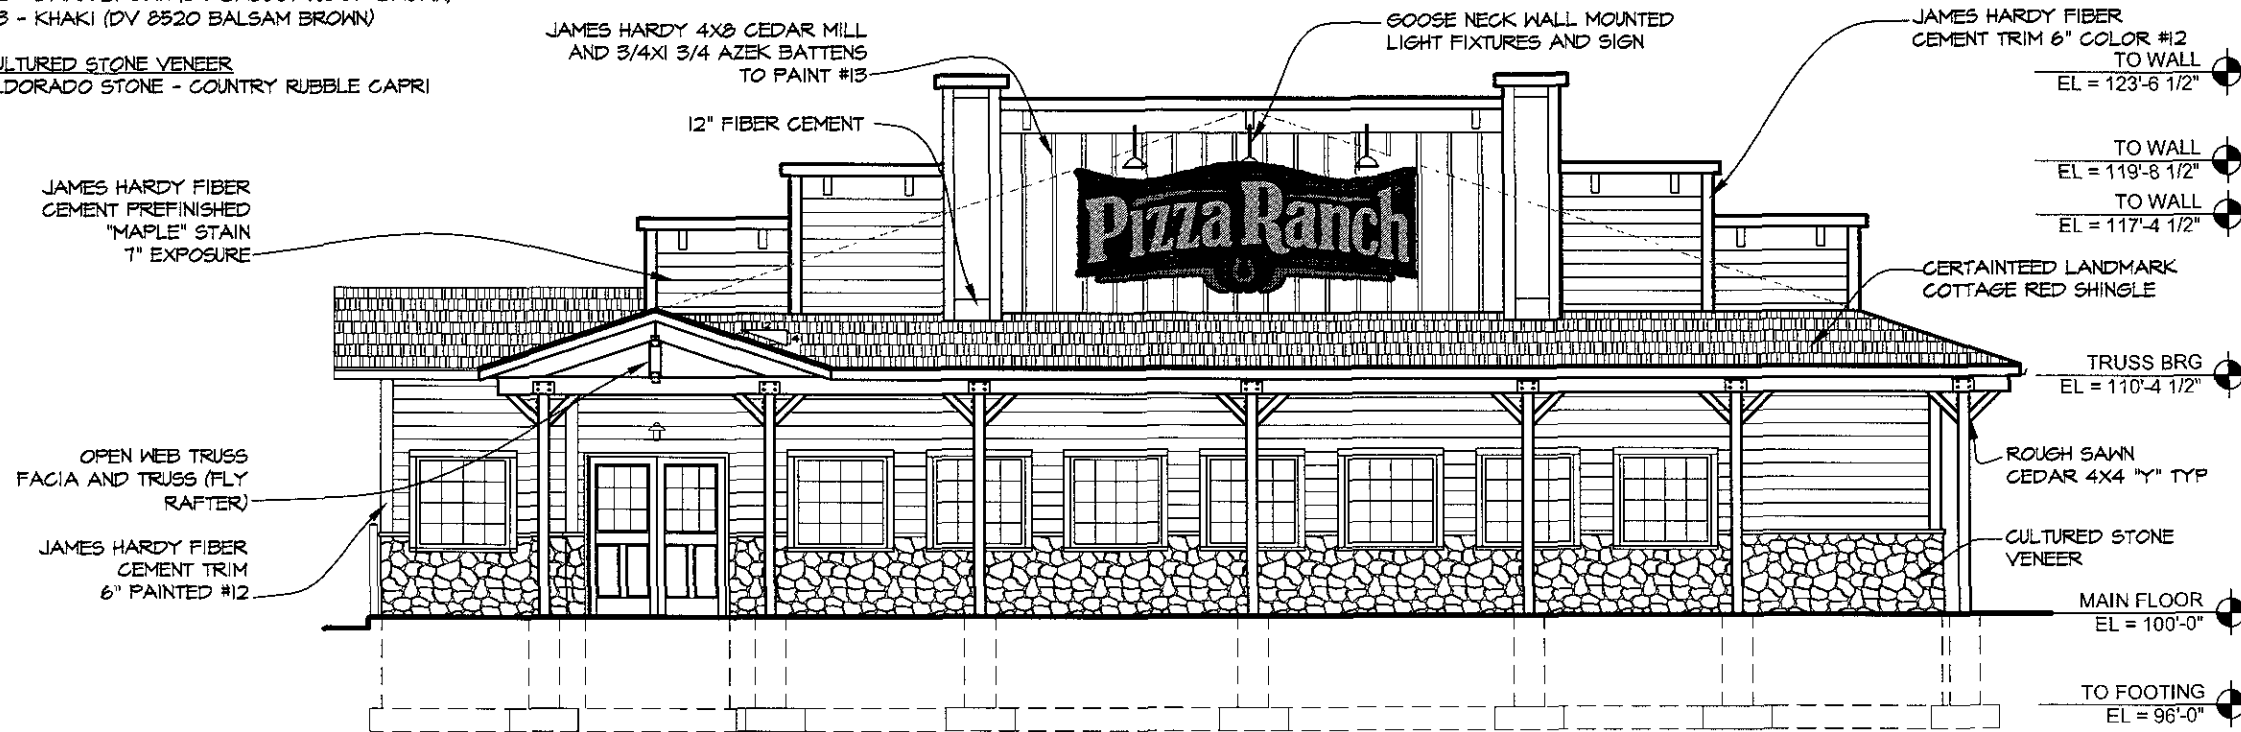 3 - KHAKI (DV 8520 BALSAM BROWN)
CULTURED STONE VENEER
ELDORADO STONE - COUNTRY RUBBLE CAPRI
JAMES HARDY 4X8 CEDAR MILL
AND 3/4X1 3/4 AZEK BATTENS
TO PAINT #13
GOOSE NECK WALL MOUNTED
LIGHT FIXTURES AND SIGN
JAMES HARDY FIBER
CEMENT TRIM 6" COLOR #12
TO WALL
EL = 123'-6 1/2"
12" FIBER CEMENT
TO WALL
EL = 119'-8 1/2"
JAMES HARDY FIBER
CEMENT PREFINISHED
"MAPLE" STAIN
7" EXPOSURE
TO WALL
EL = 117'-4 1/2"
Pizza Ranch
CERTAINTEED LANDMARK
COTTAGE RED SHINGLE
12
4
TRUSS BRG
EL = 110'-4 1/2"
OPEN WEB TRUSS
FACIA AND TRUSS (FLY
RAFTER)
ROUGH SAWN
CEDAR 4X4 "Y" TYP
JAMES HARDY FIBER
CEMENT TRIM
6" PAINTED #12
CULTURED STONE
VENEER
MAIN FLOOR
EL = 100'-0"
TO FOOTING
EL = 96'-0"